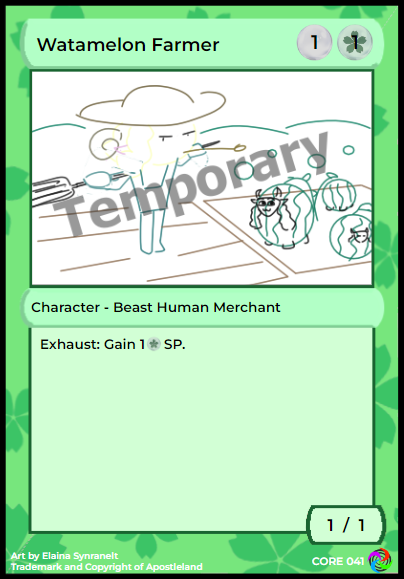 Watamelon Farmer
1
1
Temporary
Character - Beast Human Merchant
Exhaust: Gain 1 SP.
1 / 1
Art by Elaina Synranelt
Trademark and Copyright of Apostleland
CORE 041